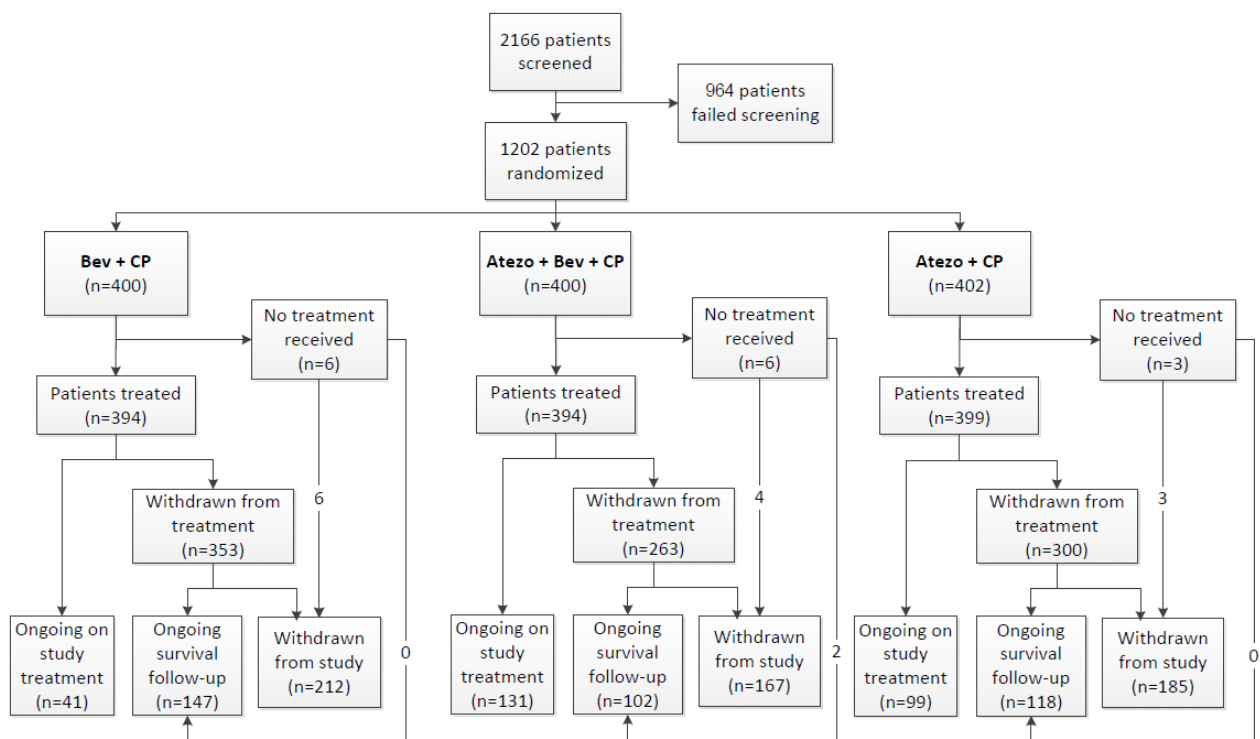 2166 patients
screened
964 patients
failed screening
1202 patients
randomized
Bev + CP
(n=400)
Atezo + Bev + CP
(n=400)
Atezo + CP
(n=402)
No treatment
received
(n=6)
No treatment
received
(n=6)
No treatment
received
(n=3)
Patients treated
(n=394)
Patients treated
(n=394)
Patients treated
(n=399)
Withdrawn from
treatment
(n=353)
6
Withdrawn from
treatment
(n=263)
4
Withdrawn from
treatment
(n=300)
3
Ongoing on
study
treatment
(n=41)
Ongoing
survival
follow-up
(n=147)
Withdrawn
from study
(n=212)
0
Ongoing on
study
treatment
(n=131)
Ongoing
survival
follow-up
(n=102)
Withdrawn
from study
(n=167)
2
Ongoing on
study
treatment
(n=99)
Ongoing
survival
follow-up
(n=118)
Withdrawn
from study
(n=185)
0